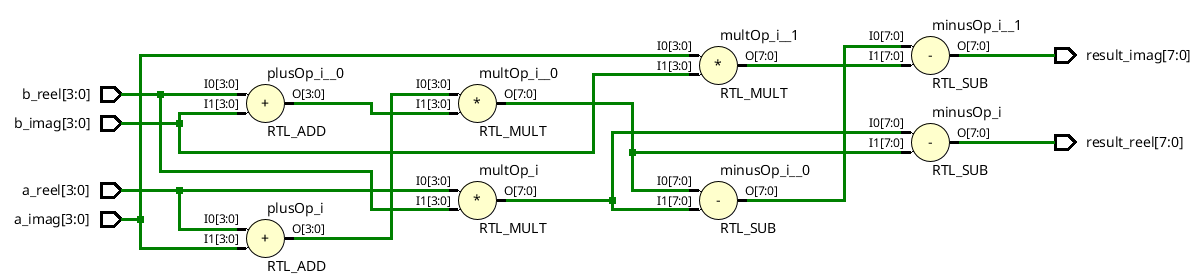 minusOp_i__1
multOp_i__1
I0[7:0]
I0[3:0]
O[7:0]
result_imag[7:0]
O[7:0]
I1[7:0]
*
-
I1[3:0]
plusOp_i__0
multOp_i__0
RTL_SUB
I0[3:0]
I0[3:0]
RTL_MULT
b_reel[3:0]
O[3:0]
O[7:0]
+
*
I1[3:0]
I1[3:0]
minusOp_i
b_imag[3:0]
I0[7:0]
RTL_ADD
RTL_MULT
O[7:0]
result_reel[7:0]
-
I1[7:0]
multOp_i
minusOp_i__0
RTL_SUB
I0[3:0]
I0[7:0]
a_reel[3:0]
O[7:0]
O[7:0]
*
-
I1[3:0]
I1[7:0]
plusOp_i
a_imag[3:0]
I0[3:0]
RTL_MULT
RTL_SUB
O[3:0]
+
I1[3:0]
RTL_ADD